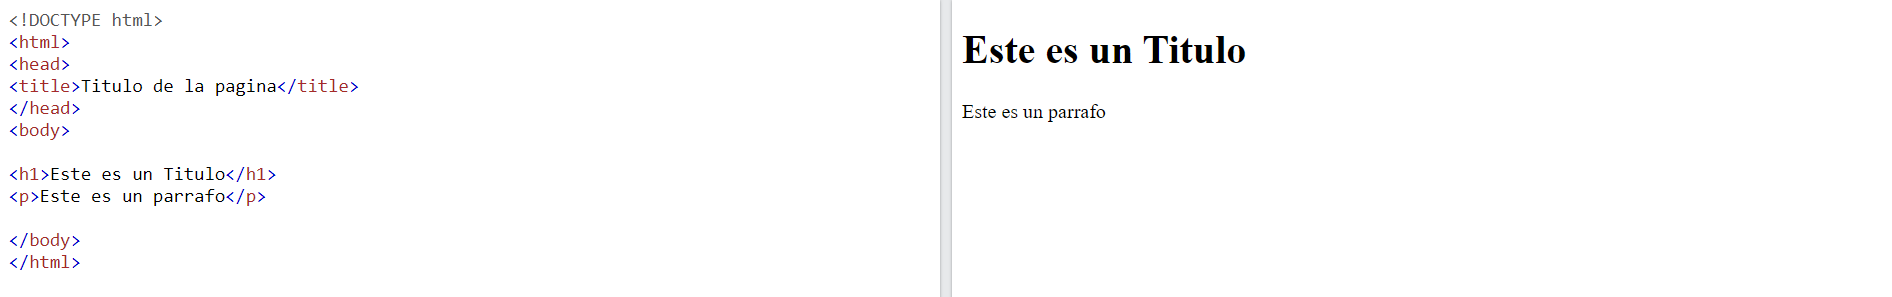 <!DOCTYPE html>
<html>
<head>
<title>Titulo de la pagina</title>
</head>
<body>
<h1>Este es un Titulo</h1>
<p>Este es un parrafo</p>
</body>
</html>
Este es un Titulo
Este es un parrafo